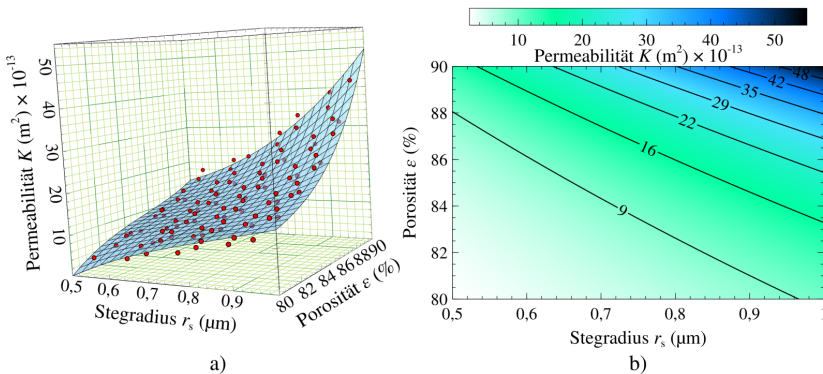 a)
Permeabilität K (m²) × 10⁻¹³
50
40
30
20
10
0,5 0,6 0,7 0,8 0,9
Stegradius rₛ (µm)
80 82 84 86 88 90
Porosität ε (%)
a)
b)
10 20 30 40 50
Permeabilität K (m²) × 10⁻¹³
90
88
86
84
82
80
Porosität ε (%)
48
42
35
29
22
16
9
0,5 0,6 0,7 0,8 0,9
Stegradius rₛ (µm)
b)